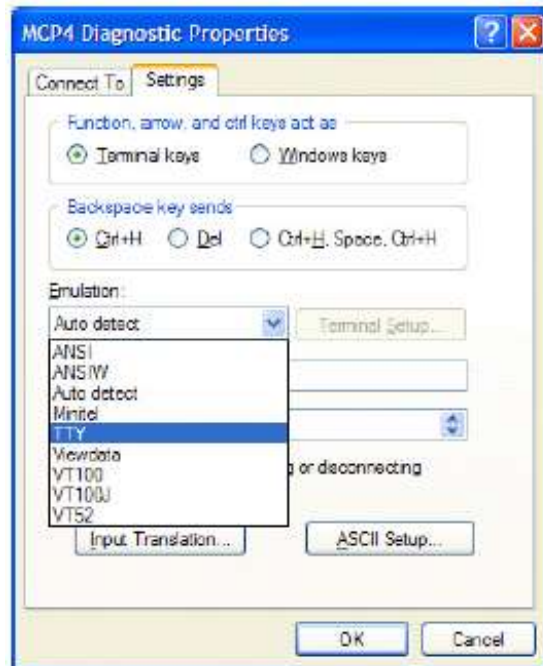 MCP4 Diagnostic Properties
Connect To Settings
Function, arrow, and ctrl keys act as
Terminal keys Windows keys
Backspace key sends
Ctrl+H Del Ctrl+H, Space, Ctrl+H
Emulation:
Auto detect Terminal Setup...
ANSI
ANSIW
Auto detect
Minitel
TTY
Viewdata
g or disconnecting
VT100
VT100J
VT52
Input Translation... ASCII Setup...
OK Cancel